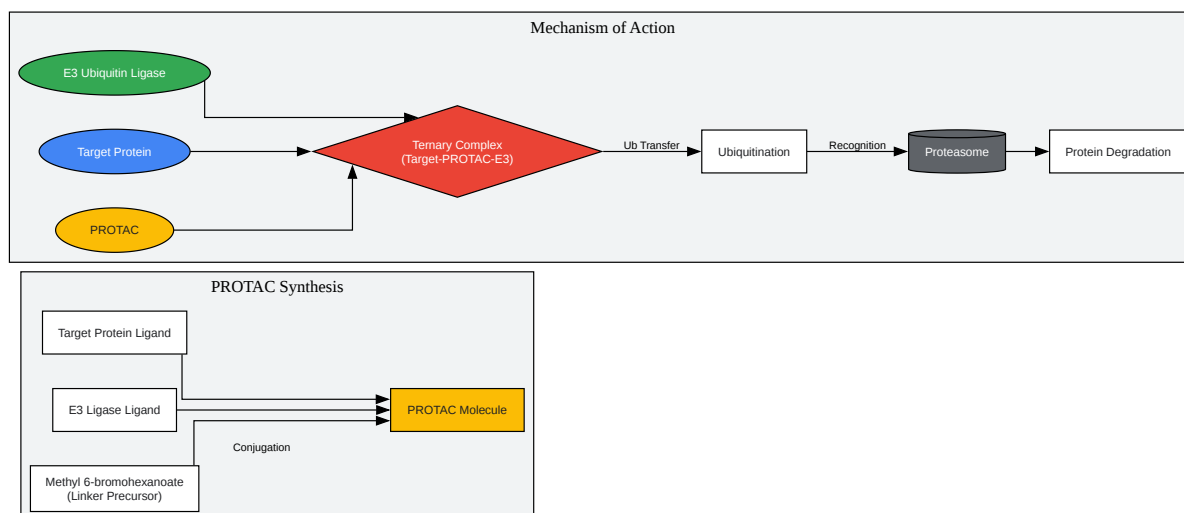 Mechanism of Action
E3 Ubiquitin Ligase
Target Protein
PROTAC
Ternary Complex
(Target-PROTAC-E3)
Ub Transfer
Ubiquitination
Recognition
Proteasome
Protein Degradation
PROTAC Synthesis
Target Protein Ligand
E3 Ligase Ligand
Methyl 6-bromohexanoate
(Linker Precursor)
Conjugation
PROTAC Molecule